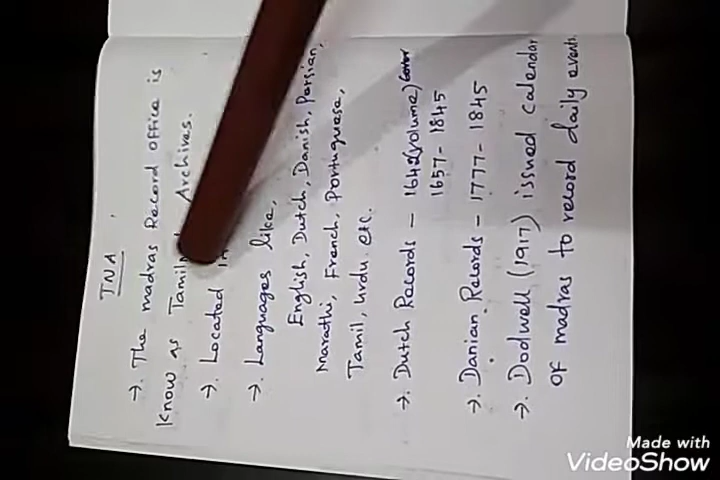 TNA
→. The madras Record office is
know as Archives.
→. Located in
→. Languages like,
English, Dutch, Danish, Persian,
Marathi, French, Portuguese,
Tamil, urdu etc.
→. Dutch Records - (volume)
1657 - 1845
→. Danian Records - 1777 - 1845
→. Dodwell (1917) issued calendar
of madras to record daily events.
Made with
VideoShow